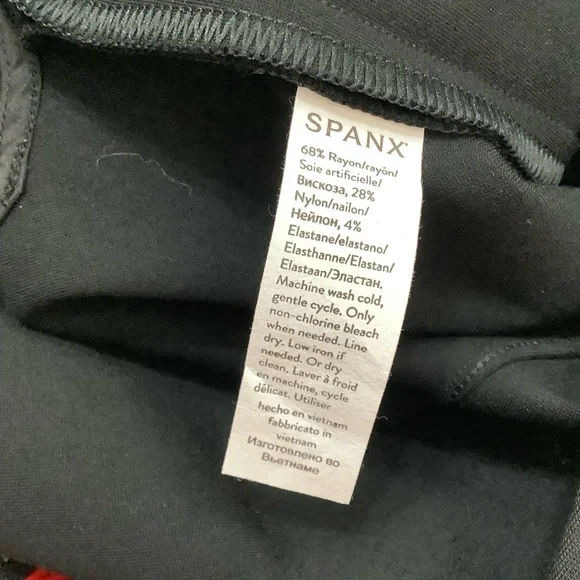 SPANX®
68% Rayon/rayón/
Soie artificielle/
Вискоза, 28%
Nylon/nailon/
Нейлон, 4%
Elastane/elastano/
Elasthanne/Elastan/
Elastaan/Эластан.
Machine wash cold,
gentle cycle. Only
non-chlorine bleach
when needed. Line
dry. Low iron if
needed. Or dry
clean. Laver à froid
en machine, cycle
délicat. Utiliser
hecho en vietnam
fabbricato in
vietnam
Изготовлено во
Вьетнаме